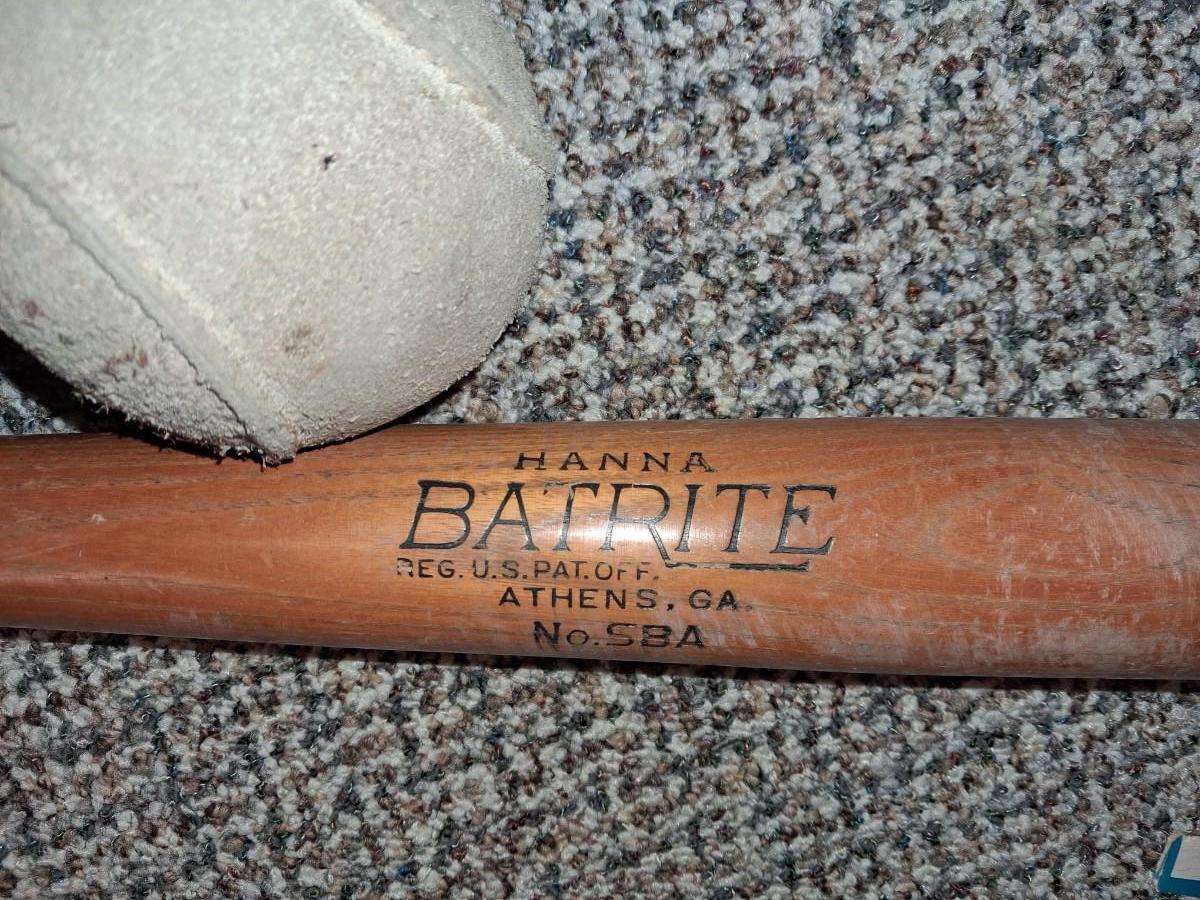 HANNA
BATRITE
REG. U.S. PAT. OFF.
ATHENS, GA.
No. SBA